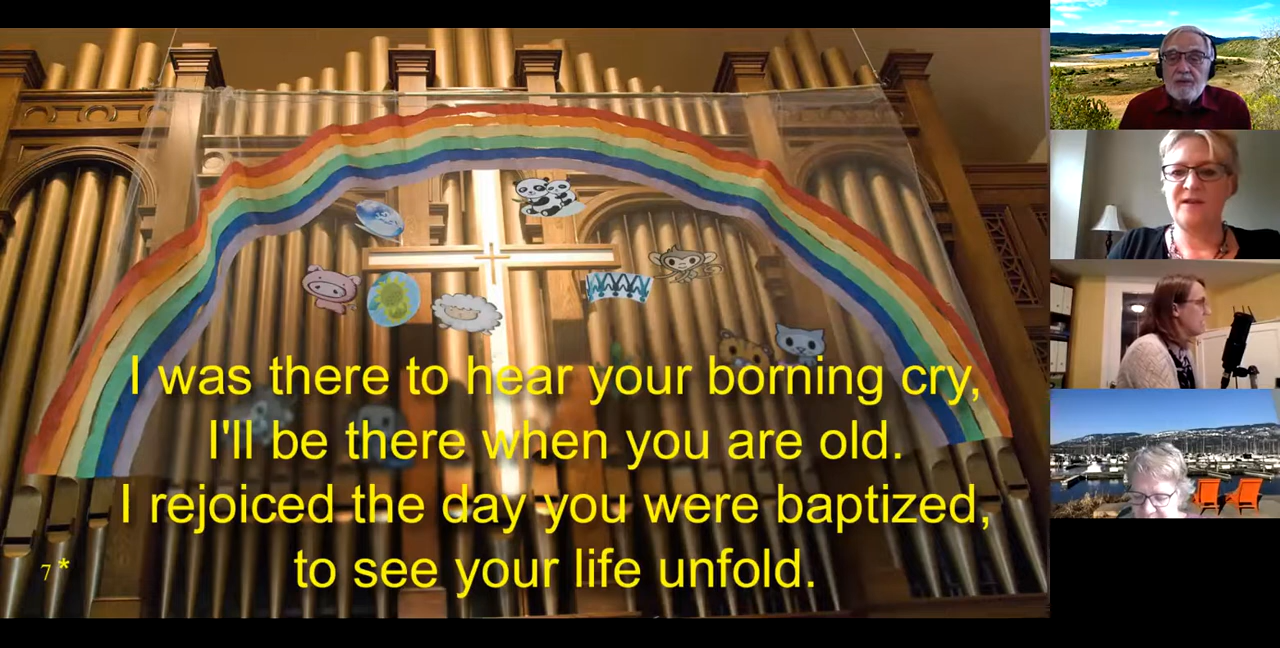 I was there to hear your borning cry,
I'll be there when you are old.
I rejoiced the day you were baptized,
to see your life unfold.
7 *